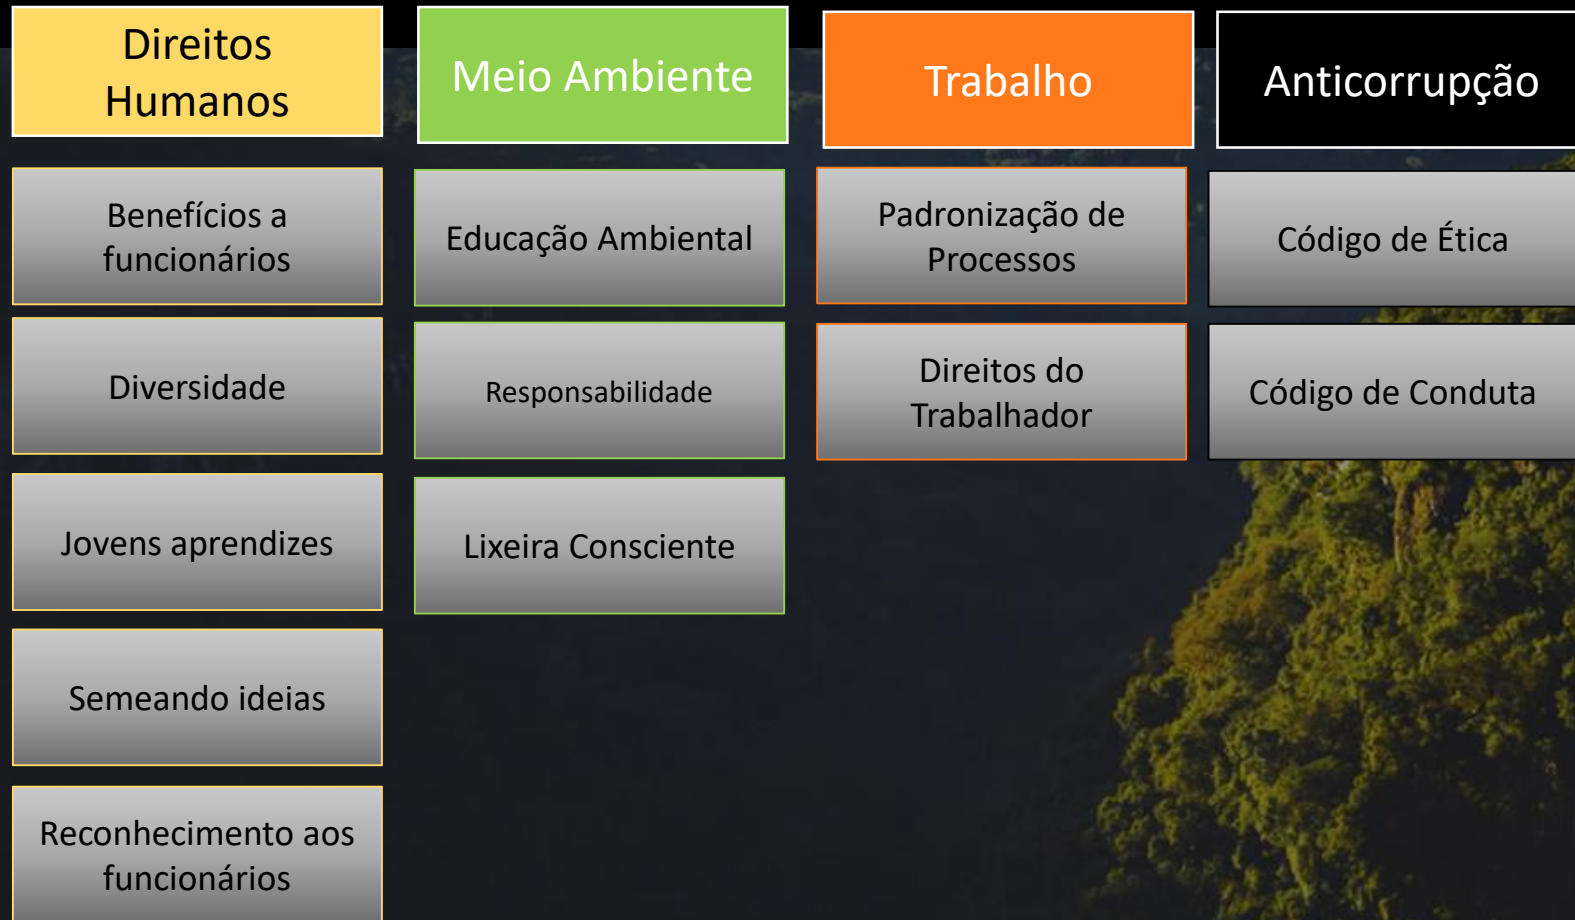 Direitos
Humanos
Benefícios a
funcionários
Diversidade
Jovens aprendizes
Semeando ideias
Reconhecimento aos
funcionários
Meio Ambiente
Educação Ambiental
Responsabilidade
Lixeira Consciente
Trabalho
Padronização de
Processos
Direitos do
Trabalhador
Anticorrupção
Código de Ética
Código de Conduta